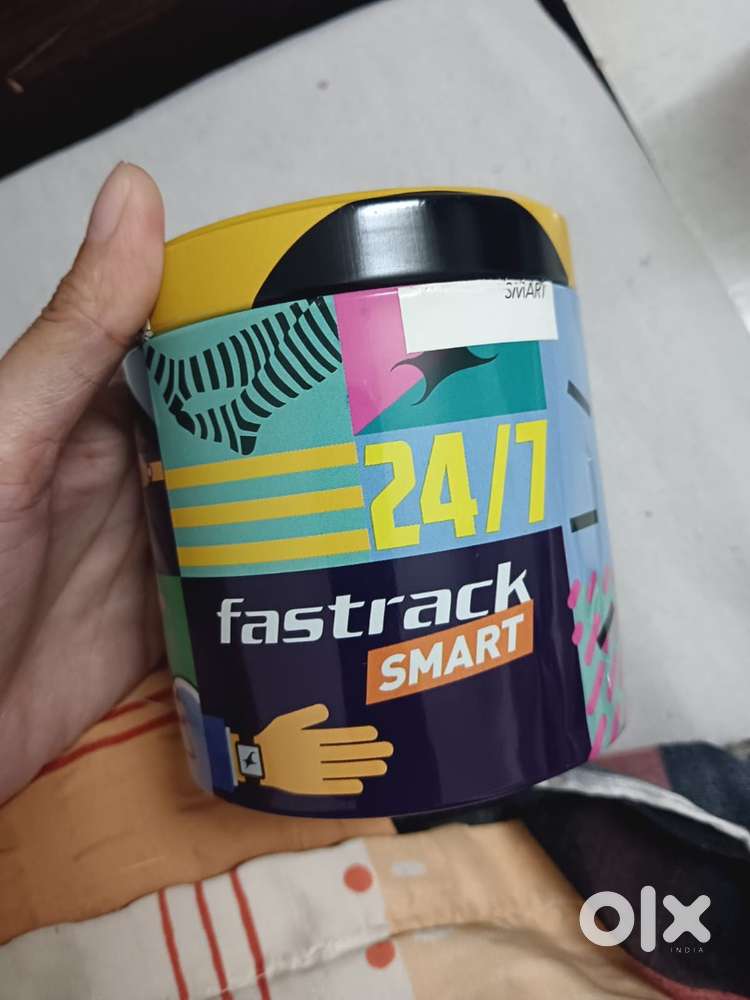 SMART
24/7
fastrack
SMART
olx
INDIA